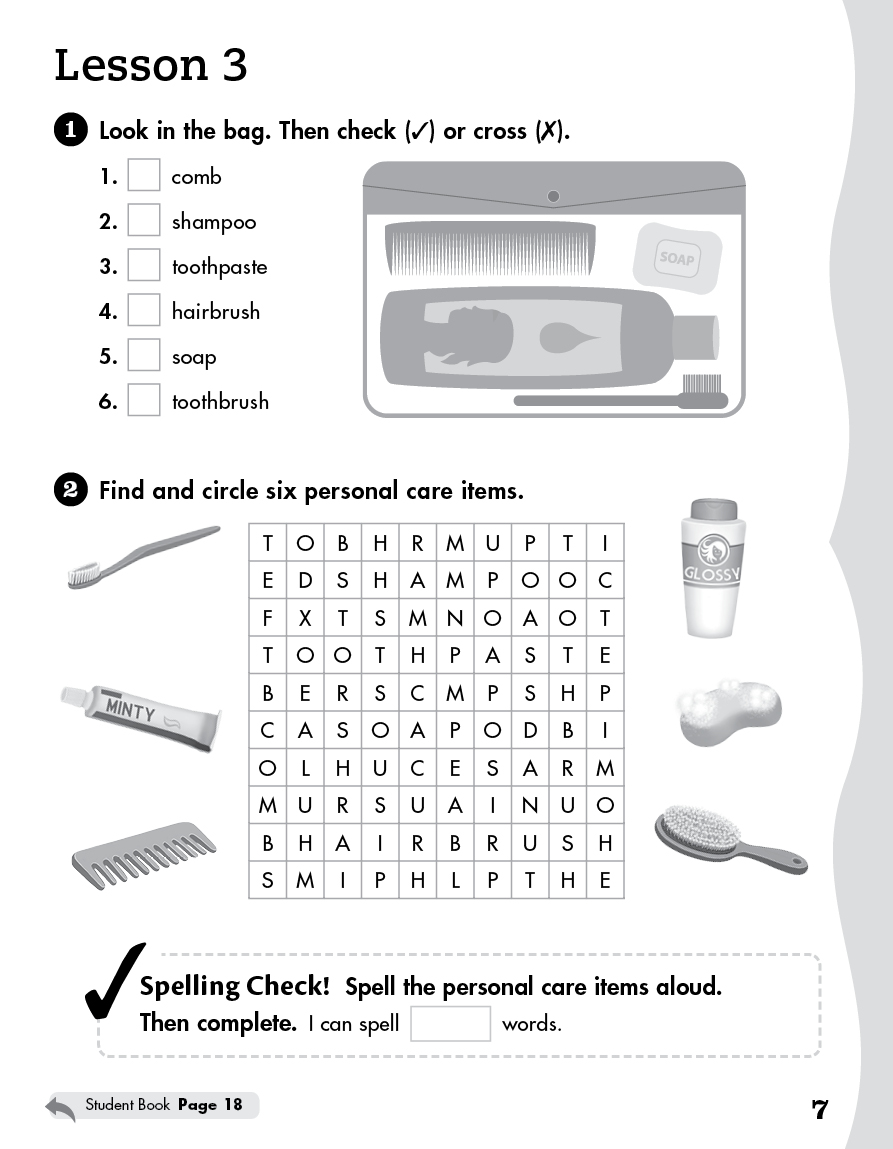 Lesson 3
1 Look in the bag. Then check (✓) or cross (✗).
1. comb
2. shampoo
3. toothpaste
4. hairbrush
5. soap
6. toothbrush
SOAP
2 Find and circle six personal care items.
T O B H R M U P T I
E D S H A M P O O C
F X T S M N O A O T
T O O T H P A S T E
B E R S C M P S H P
C A S O A P O D B I
O L H U C E S A R M
M U R S U A I N U O
B H A I R B R U S H
S M I P H L P T H E
GLOSSY
MINTY
Spelling Check! Spell the personal care items aloud.
Then complete. I can spell words.
Student Book Page 18
7